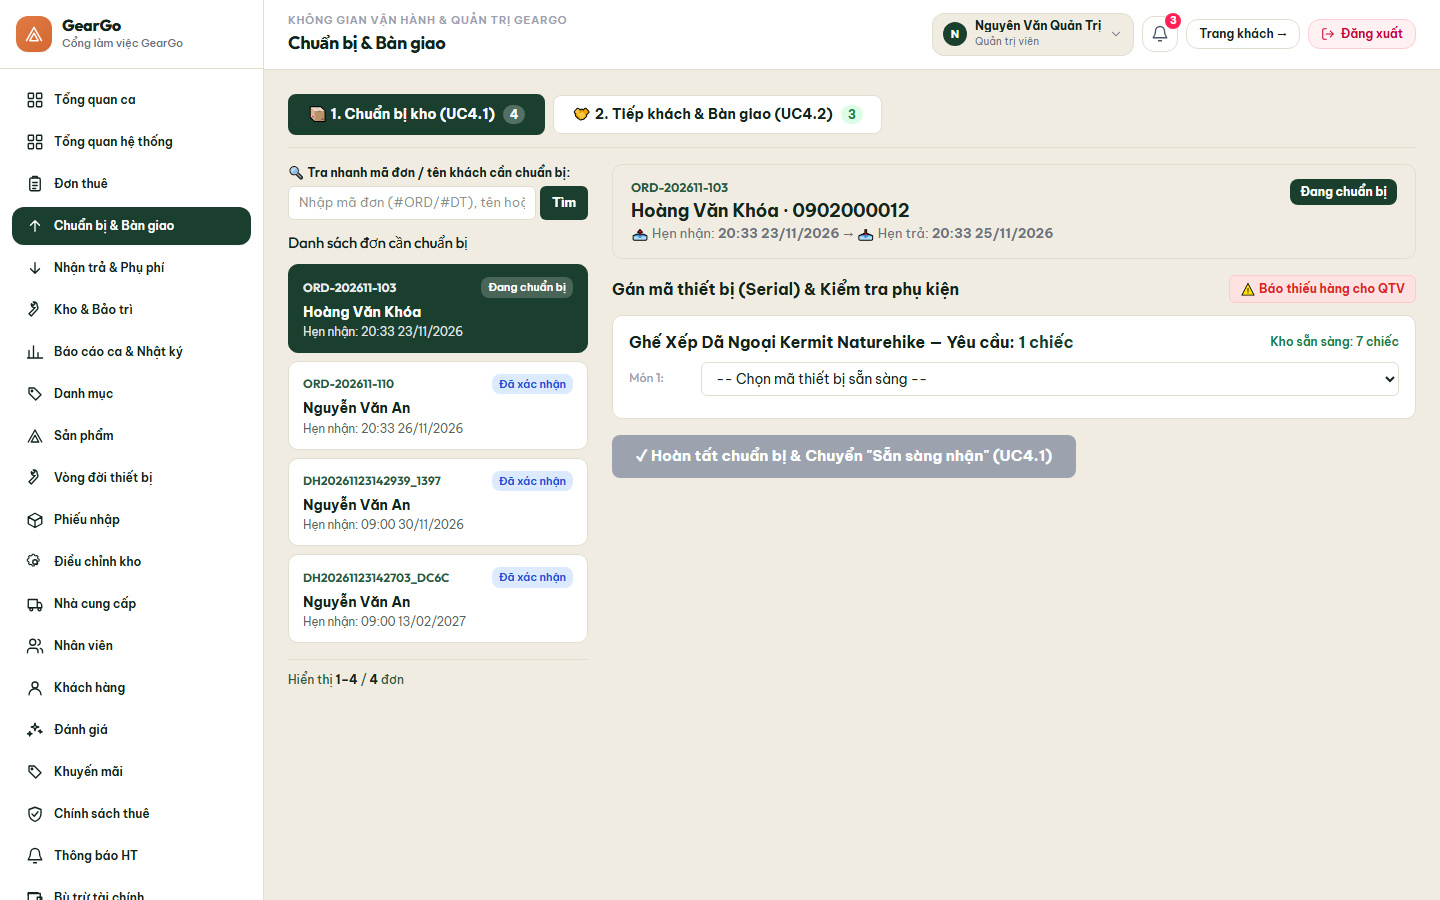 GearGo
Cổng làm việc GearGo
Tổng quan ca
Tổng quan hệ thống
Đơn thuê
Chuẩn bị & Bàn giao
Nhận trả & Phụ phí
Kho & Bảo trì
Báo cáo ca & Nhật ký
Danh mục
Sản phẩm
Vòng đời thiết bị
Phiếu nhập
Điều chỉnh kho
Nhà cung cấp
Nhân viên
Khách hàng
Đánh giá
Khuyến mãi
Chính sách thuê
Thông báo HT
Bù trừ tài chính
KHÔNG GIAN VẬN HÀNH & QUẢN TRỊ GEARGO
Chuẩn bị & Bàn giao
N
Nguyễn Văn Quản Trị
Quản trị viên
3
Trang khách →
Đăng xuất
1. Chuẩn bị kho (UC4.1) 4
2. Tiếp khách & Bàn giao (UC4.2) 3
Tra nhanh mã đơn / tên khách cần chuẩn bị:
Nhập mã đơn (#ORD/#DT), tên hoặ
Tìm
Danh sách đơn cần chuẩn bị
ORD-202611-103 Đang chuẩn bị
Hoàng Văn Khóa
Hẹn nhận: 20:33 23/11/2026
ORD-202611-110 Đã xác nhận
Nguyễn Văn An
Hẹn nhận: 20:33 26/11/2026
DH20261123142939_1397 Đã xác nhận
Nguyễn Văn An
Hẹn nhận: 09:00 30/11/2026
DH20261123142703_DC6C Đã xác nhận
Nguyễn Văn An
Hẹn nhận: 09:00 13/02/2027
Hiển thị 1–4 / 4 đơn
ORD-202611-103
Đang chuẩn bị
Hoàng Văn Khóa · 0902000012
Hẹn nhận: 20:33 23/11/2026 → Hẹn trả: 20:33 25/11/2026
Gán mã thiết bị (Serial) & Kiểm tra phụ kiện
Báo thiếu hàng cho QTV
Ghế Xếp Dã Ngoại Kermit Naturehike — Yêu cầu: 1 chiếc
Kho sẵn sàng: 7 chiếc
Món 1:
-- Chọn mã thiết bị sẵn sàng --
✓ Hoàn tất chuẩn bị & Chuyển "Sẵn sàng nhận" (UC4.1)